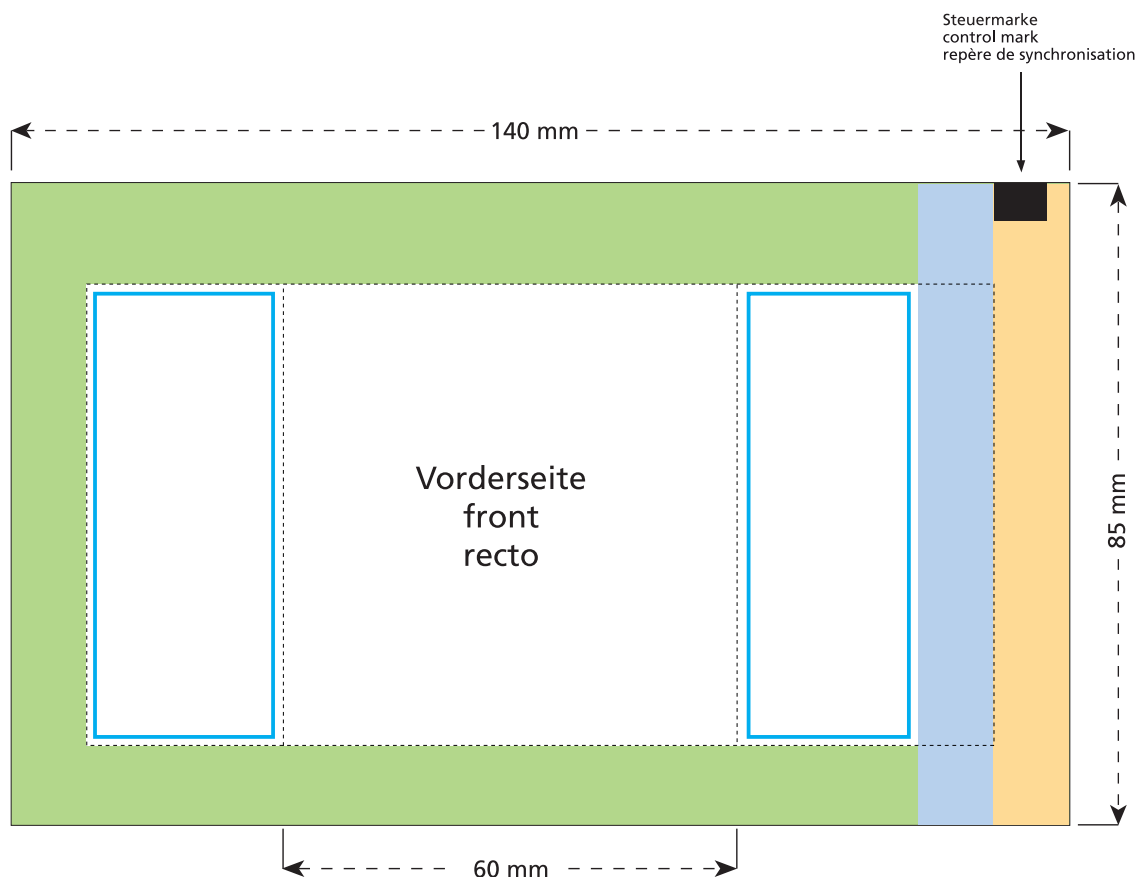 Steuermarke
control mark
repère de synchronisation
140 mm
Vorderseite
front
recto
85 mm
60 mm